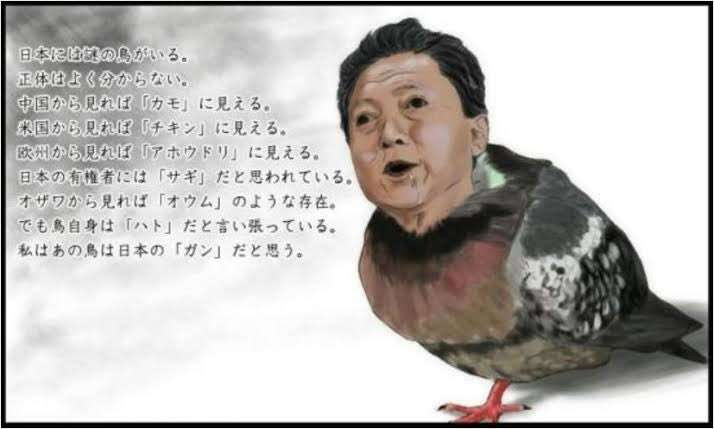 日本には謎の鳥がいる。
正体はよく分からない。
中国から見れば「カモ」に見える。
米国から見れば「チキン」に見える。
欧州から見れば「アホウドリ」に見える。
日本の有権者には「サギ」だと思われている。
オザワから見れば「オウム」のような存在。
でも鳥自身は「ハト」だと言い張っている。
私はあの鳥は日本の「ガン」だと思う。